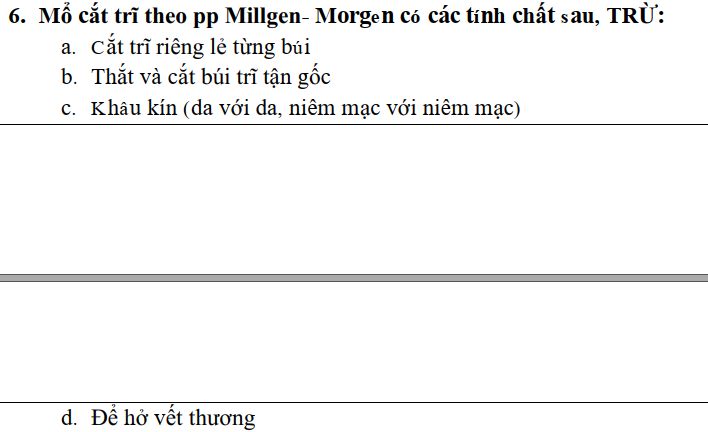 6. Mổ cắt trĩ theo pp Millgen- Morgen có các tính chất sau, TRỪ:
a. Cắt trĩ riêng lẻ từng búi
b. Thắt và cắt búi trĩ tận gốc
c. Khâu kín (da với da, niêm mạc với niêm mạc)
d. Để hở vết thương